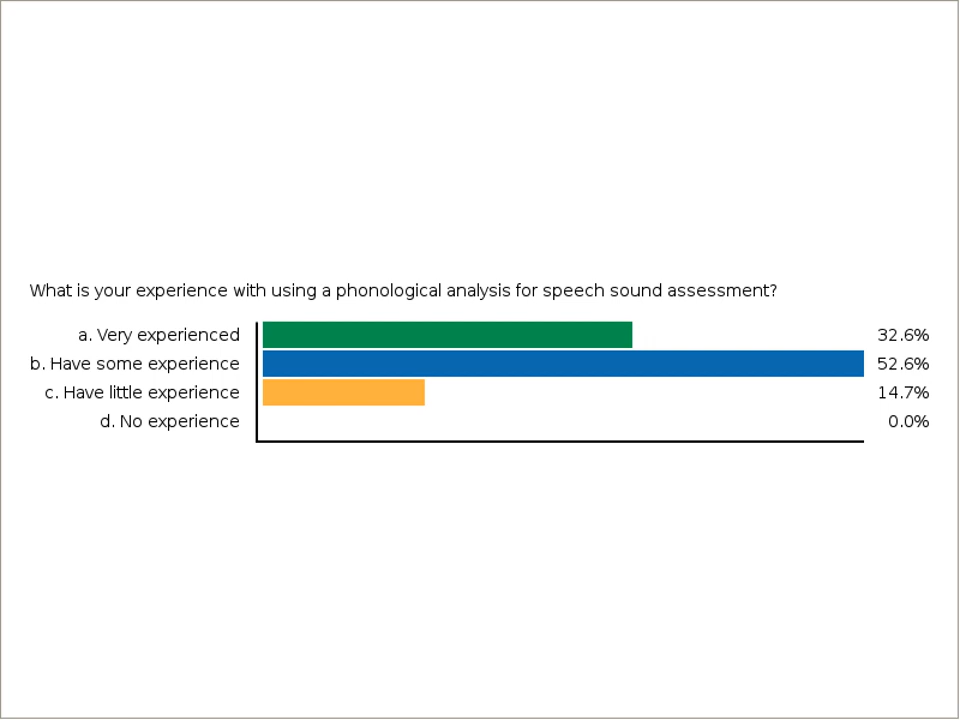 What is your experience with using a phonological analysis for speech sound assessment?
a. Very experienced 32.6%
b. Have some experience 52.6%
c. Have little experience 14.7%
d. No experience 0.0%